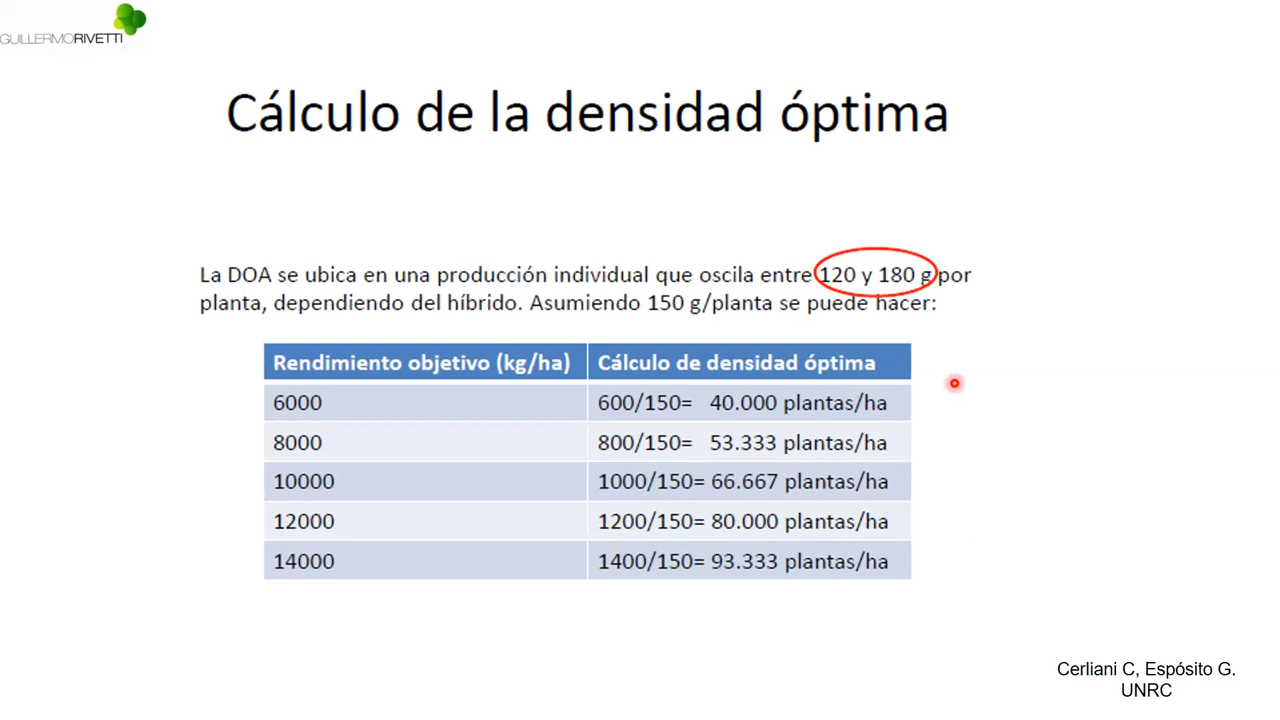 GUILLERMORIVETTI
Cálculo de la densidad óptima
La DOA se ubica en una producción individual que oscila entre 120 y 180 g por
planta, dependiendo del híbrido. Asumiendo 150 g/planta se puede hacer:
Rendimiento objetivo (kg/ha) Cálculo de densidad óptima
6000 600/150= 40.000 plantas/ha
8000 800/150= 53.333 plantas/ha
10000 1000/150= 66.667 plantas/ha
12000 1200/150= 80.000 plantas/ha
14000 1400/150= 93.333 plantas/ha
Cerliani C, Espósito G.
UNRC